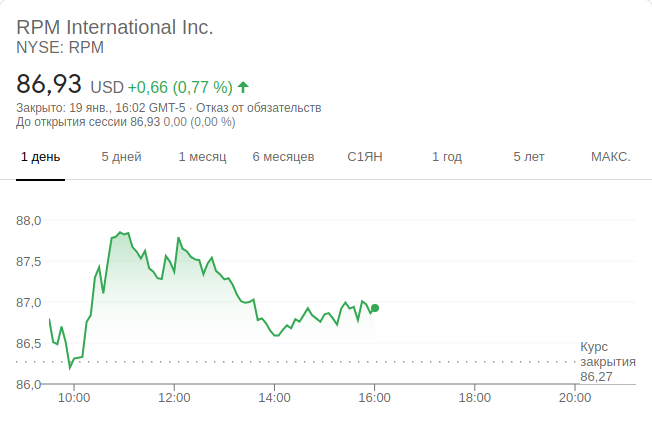 RPM International Inc.
NYSE: RPM
86,93 USD +0,66 (0,77 %)
Закрыто: 19 янв., 16:02 GMT-5 · Отказ от обязательств
До открытия сессии 86,93 0,00 (0,00 %)
1 день 5 дней 1 месяц 6 месяцев С1ЯН 1 год 5 лет МАКС.
88,0
87,5
87,0
86,5
Курс
закрытия
86,27
86,0
10:00 12:00 14:00 16:00 18:00 20:00